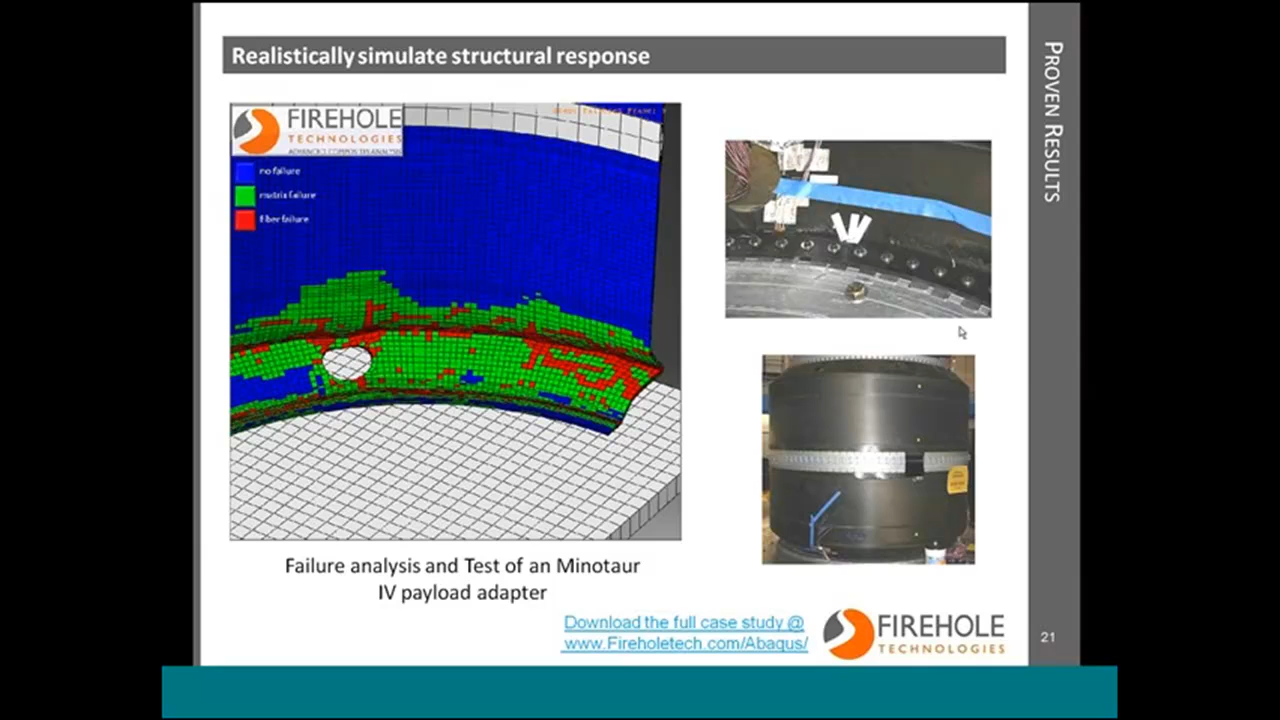 Realistically simulate structural response
PROVEN RESULTS
FIREHOLE
TECHNOLOGIES
ADVANCED COMPOSITES ANALYSIS
no failure
matrix failure
fiber failure
Failure analysis and Test of an Minotaur
IV payload adapter
Download the full case study @
www.Fireholetech.com/Abaqus/
FIREHOLE
TECHNOLOGIES
21